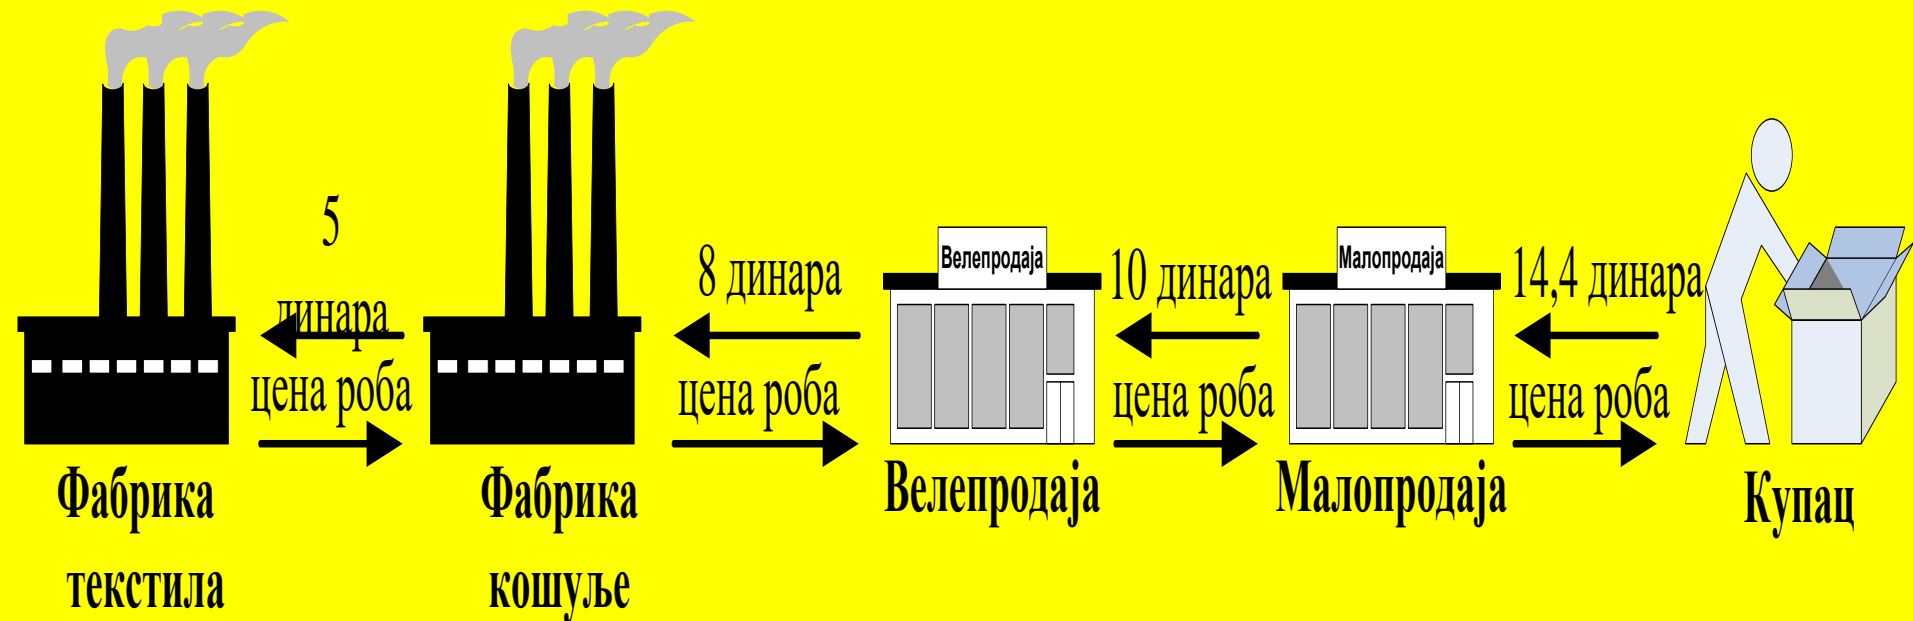 5
динара
цена роба
8 динара
цена роба
10 динара
цена роба
14,4 динара
цена роба
Велепродаја
Малопродаја
Фабрика
текстила
Фабрика
кошуље
Велепродаја
Малопродаја
Купац